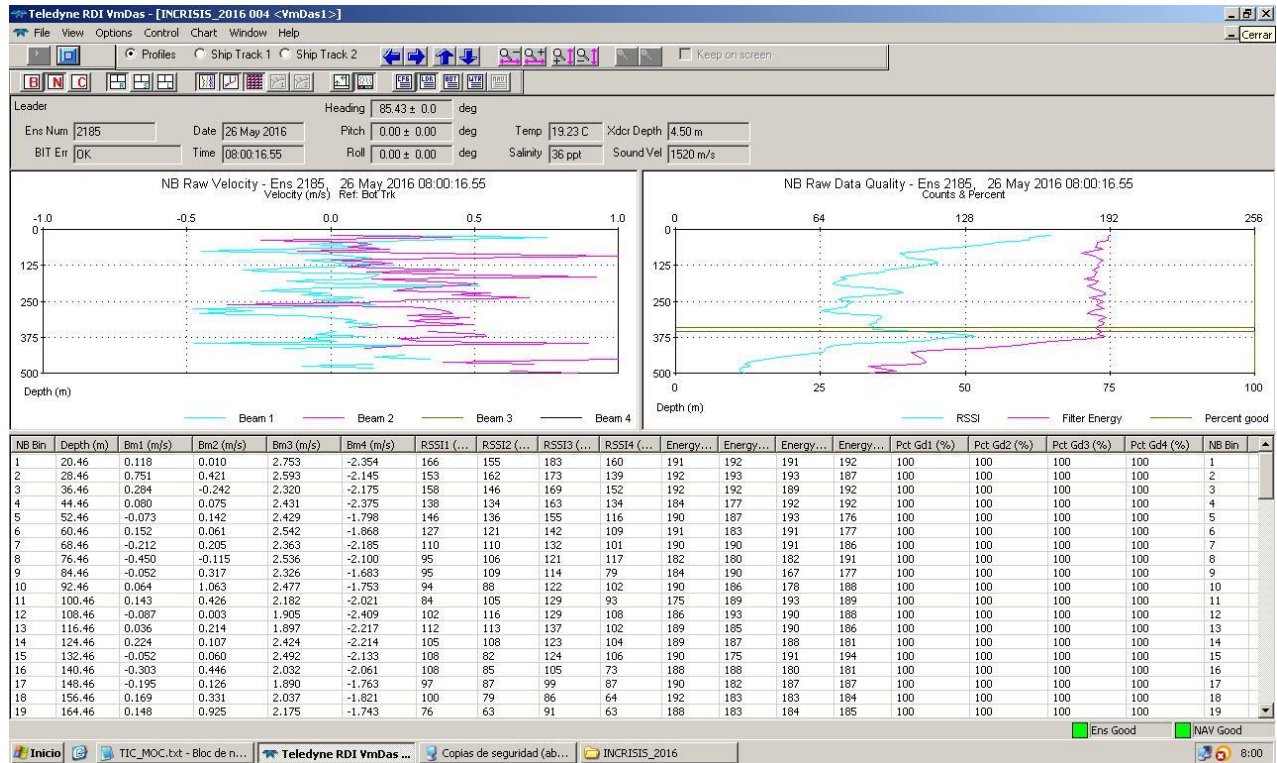 Teledyne RDI VmDas - [INCRISIS_2016 004 <VmDas1>]
File View Options Control Chart Window Help
Cerrar
Profiles Ship Track 1 Ship Track 2 Keep on screen
B N C CFG LDR BOT WTR NAV
Leader Heading 85.43 ± 0.0 deg
Ens Num 2185 Date 26 May 2016 Pitch 0.00 ± 0.00 deg Temp 19.23 C Xdcr Depth 4.50 m
BIT Err OK Time 08:00:16.55 Roll 0.00 ± 0.00 deg Salinity 36 ppt Sound Vel 1520 m/s
NB Raw Velocity - Ens 2185, 26 May 2016 08:00:16.55
Velocity (m/s) Ref: Bot Trk
-1.0 -0.5 0.0 0.5 1.0
0
125
250
375
500
Depth (m)
Beam 1 Beam 2 Beam 3 Beam 4
NB Raw Data Quality - Ens 2185, 26 May 2016 08:00:16.55
Counts & Percent
0 64 128 192 256
0
125
250
375
500
0 25 50 75 100
Depth (m)
RSSI Filter Energy Percent good
NB Bin Depth (m) Bm1 (m/s) Bm2 (m/s) Bm3 (m/s) Bm4 (m/s) RSSI1 (... RSSI2 (... RSSI3 (... RSSI4 (... Energy... Energy... Energy... Energy... Pct Gd1 (%) Pct Gd2 (%) Pct Gd3 (%) Pct Gd4 (%) NB Bin
1 20.46 0.118 0.010 2.753 -2.354 166 155 183 160 191 192 191 192 100 100 100 100 1
2 28.46 0.751 0.421 2.593 -2.145 153 162 173 139 192 193 193 187 100 100 100 100 2
3 36.46 0.284 -0.242 2.320 -2.175 158 146 169 152 192 192 189 192 100 100 100 100 3
4 44.46 0.080 0.075 2.431 -2.375 138 134 163 134 184 177 192 192 100 100 100 100 4
5 52.46 -0.073 0.142 2.429 -1.798 146 136 155 116 190 187 193 176 100 100 100 100 5
6 60.46 0.152 0.061 2.542 -1.868 127 121 142 109 191 183 191 177 100 100 100 100 6
7 68.46 -0.212 0.205 2.363 -2.185 110 110 132 101 190 190 191 186 100 100 100 100 7
8 76.46 -0.450 -0.115 2.536 -2.100 95 106 121 117 182 180 182 191 100 100 100 100 8
9 84.46 -0.052 0.317 2.326 -1.683 95 109 114 79 184 190 167 177 100 100 100 100 9
10 92.46 0.064 1.063 2.477 -1.753 94 88 122 102 190 186 178 188 100 100 100 100 10
11 100.46 0.143 0.426 2.182 -2.021 84 105 129 93 175 189 193 189 100 100 100 100 11
12 108.46 -0.087 0.003 1.905 -2.409 102 116 129 108 186 193 190 188 100 100 100 100 12
13 116.46 0.036 0.214 1.897 -2.217 112 113 137 102 189 185 190 186 100 100 100 100 13
14 124.46 0.224 0.107 2.424 -2.214 105 108 123 104 189 187 188 181 100 100 100 100 14
15 132.46 -0.052 0.060 2.492 -2.133 108 82 124 106 190 175 191 194 100 100 100 100 15
16 140.46 -0.303 0.446 2.032 -2.061 108 85 105 73 188 188 180 181 100 100 100 100 16
17 148.46 -0.195 0.126 1.890 -1.763 97 87 99 87 190 182 187 187 100 100 100 100 17
18 156.46 0.169 0.331 2.037 -1.821 100 79 86 64 192 183 183 184 100 100 100 100 18
19 164.46 0.148 0.925 2.175 -1.743 76 63 91 63 188 183 184 185 100 100 100 100 19
Ens Good NAV Good
Inicio TIC_MOC.txt - Bloc de n... Teledyne RDI VmDas ... Copias de seguridad (ab... INCRISIS_2016 8:00